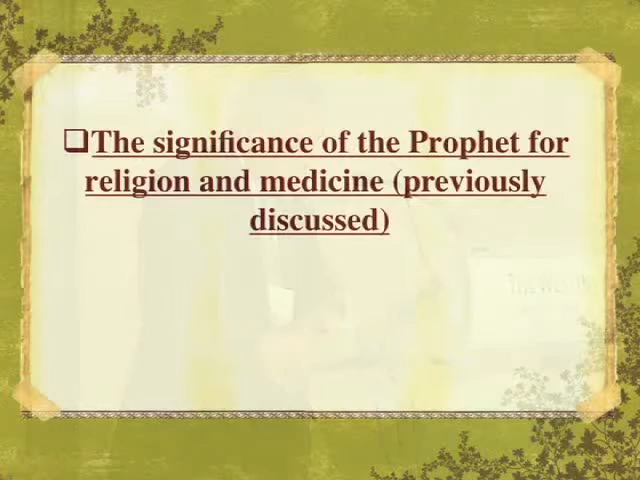 ❑The significance of the Prophet for
religion and medicine (previously
discussed)